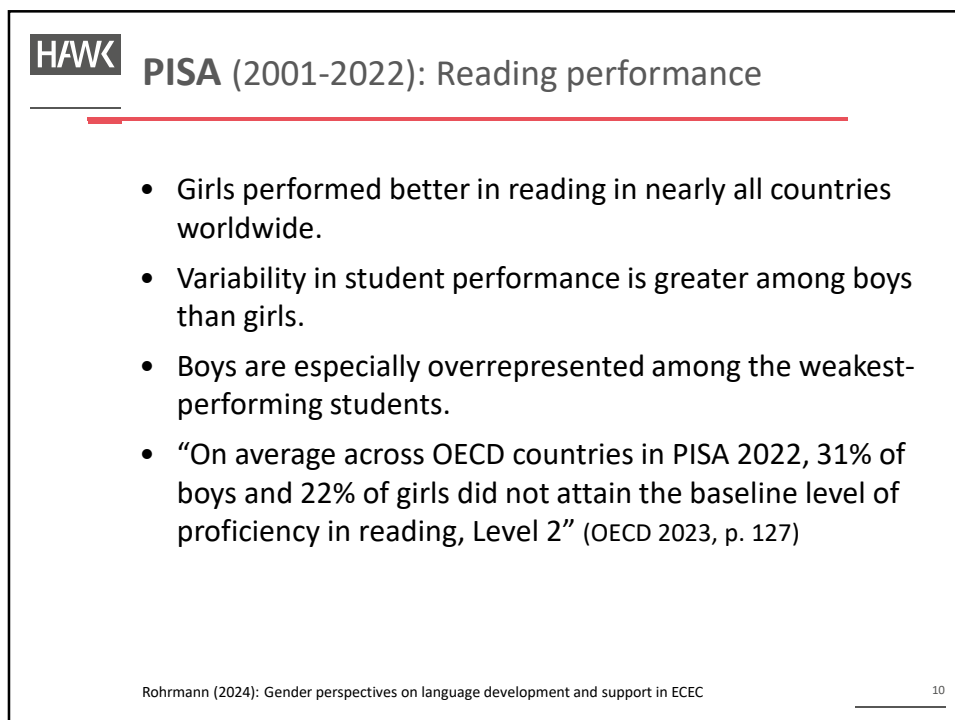 HAWK
PISA (2001-2022): Reading performance
• Girls performed better in reading in nearly all countries
worldwide.
• Variability in student performance is greater among boys
than girls.
• Boys are especially overrepresented among the weakest-
performing students.
• “On average across OECD countries in PISA 2022, 31% of
boys and 22% of girls did not attain the baseline level of
proficiency in reading, Level 2” (OECD 2023, p. 127)
Rohrmann (2024): Gender perspectives on language development and support in ECEC
10